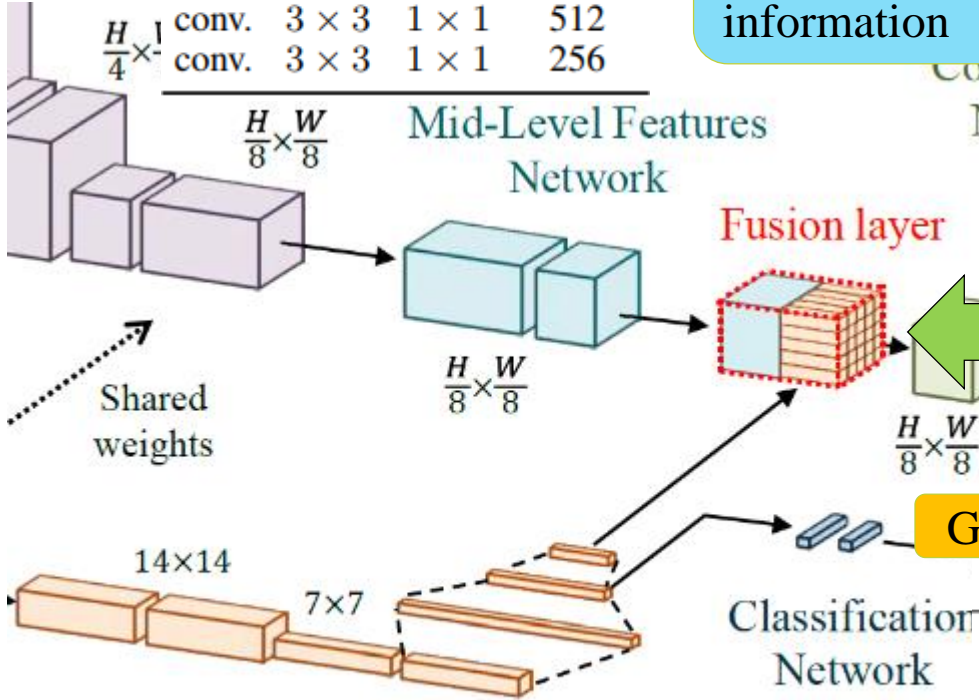 conv. 3 × 3 1 × 1 512
conv. 3 × 3 1 × 1 256
information
H/4 ×
H/8 × W/8
Mid-Level Features
Network
Fusion layer
H/8 × W/8
Shared
weights
H/8 × W/8
14×14
7×7
G
Classification
Network